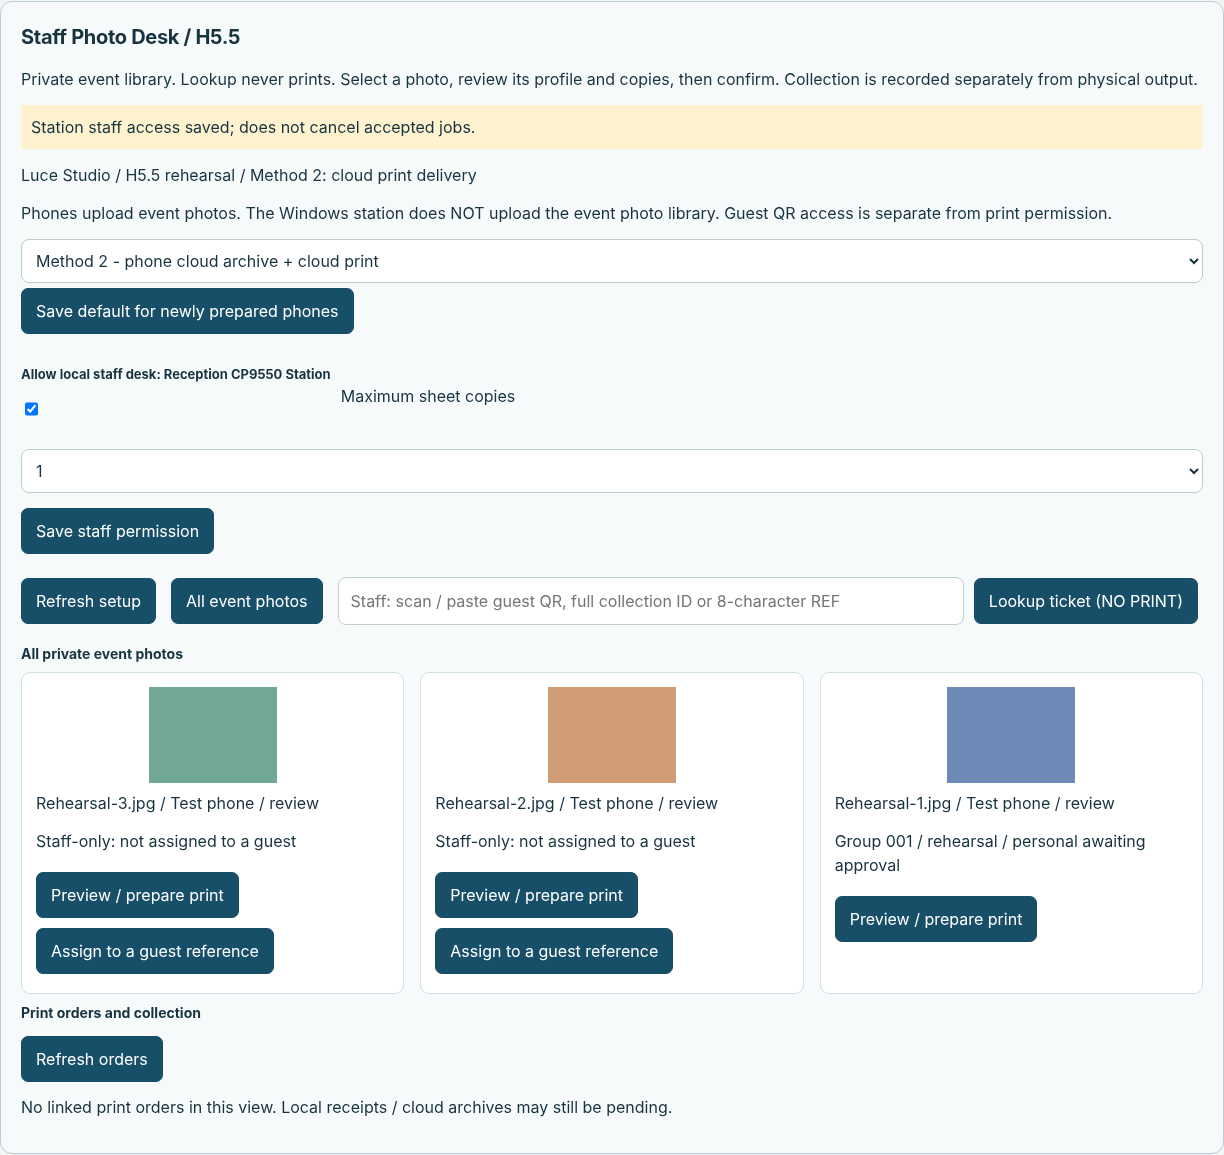 Staff Photo Desk / H5.5
Private event library. Lookup never prints. Select a photo, review its profile and copies, then confirm. Collection is recorded separately from physical output.
Station staff access saved; does not cancel accepted jobs.
Luce Studio / H5.5 rehearsal / Method 2: cloud print delivery
Phones upload event photos. The Windows station does NOT upload the event photo library. Guest QR access is separate from print permission.
Method 2 - phone cloud archive + cloud print
Save default for newly prepared phones
Allow local staff desk: Reception CP9550 Station
Maximum sheet copies
1
Save staff permission
Refresh setup
All event photos
Staff: scan / paste guest QR, full collection ID or 8-character REF
Lookup ticket (NO PRINT)
All private event photos
Rehearsal-3.jpg / Test phone / review
Staff-only: not assigned to a guest
Preview / prepare print
Assign to a guest reference
Rehearsal-2.jpg / Test phone / review
Staff-only: not assigned to a guest
Preview / prepare print
Assign to a guest reference
Rehearsal-1.jpg / Test phone / review
Group 001 / rehearsal / personal awaiting
approval
Preview / prepare print
Print orders and collection
Refresh orders
No linked print orders in this view. Local receipts / cloud archives may still be pending.